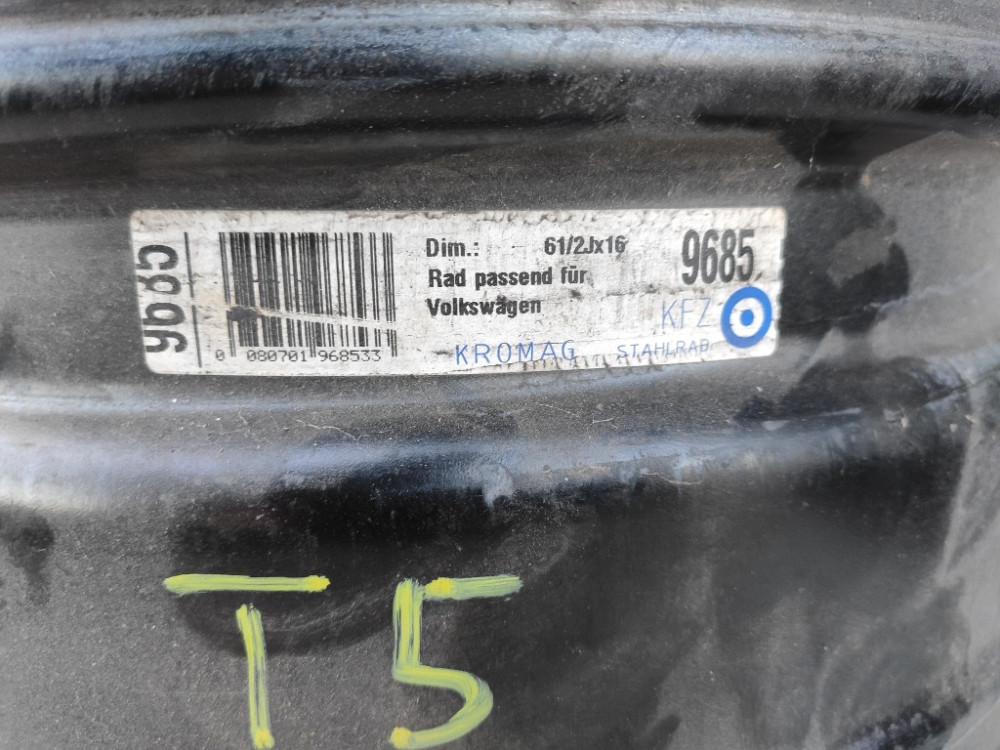 9685
Dim.: 61/2Jx16
Rad passend für
Volkswagen
9685
KFZ
KROMAG STAHLRAD
0 080701 968533
T5